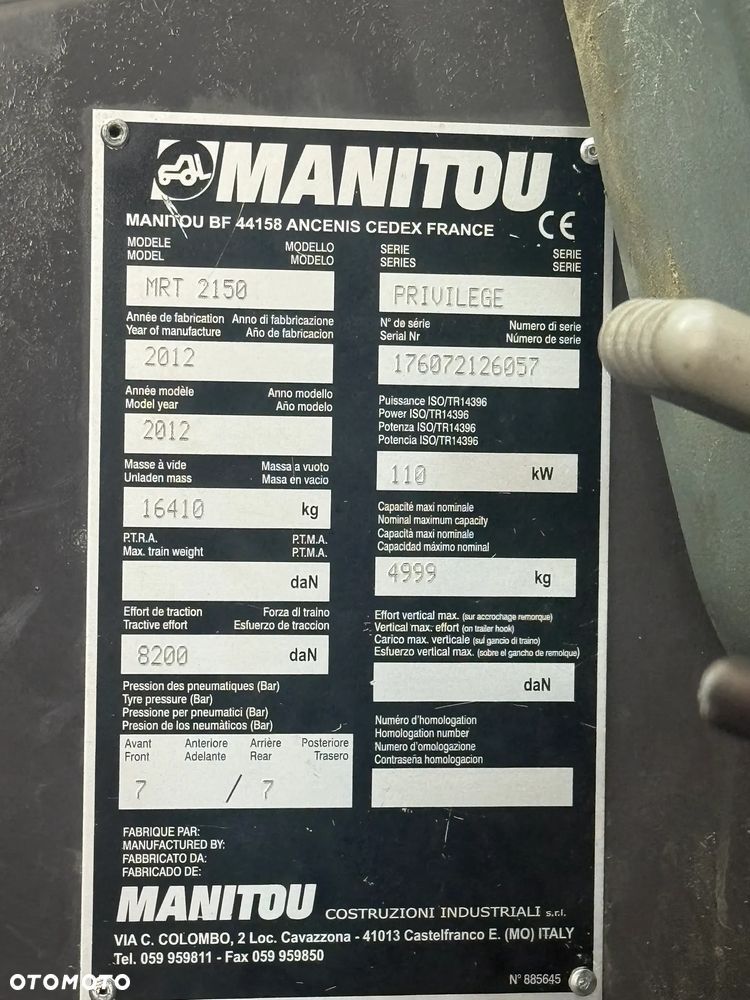 MANITOU
MANITOU BF 44158 ANCENIS CEDEX FRANCE CE
MODELE MODELLO
MODEL MODELO
MRT 2150
SERIE SERIE
SERIES SERIE
PRIVILEGE
Année de fabrication Anno di fabbricazione
Year of manufacture Año de fabricacion
2012
N° de série Numero di serie
Serial Nr Número de serie
176072126057
Année modèle Anno modello
Model year Año modelo
2012
Puissance ISO/TR14396
Power ISO/TR14396
Potenza ISO/TR14396
Potencia ISO/TR14396
110 kW
Masse à vide Massa a vuoto
Unladen mass Masa en vacio
16410 kg
Capacité maxi nominale
Nominal maximum capacity
Capacità maxi nominale
Capacidad máximo nominal
4999 kg
P.T.R.A. P.T.M.A.
Max. train weight P.T.M.A.
daN
Effort de traction Forza di traino
Tractive effort Esfuerzo de traccion
8200 daN
Effort vertical max. (sur accrochage remorque)
Vertical max. effort (on trailer hook)
Carico max. verticale (sul gancio di traino)
Esfuerzo vertical max. (sobre el gancho de remolque)
daN
Pression des pneumatiques (Bar)
Tyre pressure (Bar)
Pressione per pneumatici (Bar)
Presion de los neumàticos (Bar)
Avant Anteriore Arrière Posteriore
Front Adelante Rear Trasero
7 / 7
Numéro d'homologation
Homologation number
Numero d'omologazione
Contraseña homologacion
FABRIQUE PAR:
MANUFACTURED BY:
FABBRICATO DA:
FABRICADO DE:
MANITOU COSTRUZIONI INDUSTRIALI s.r.l.
VIA C. COLOMBO, 2 Loc. Cavazzona - 41013 Castelfranco E. (MO) ITALY
Tel. 059 959811 - Fax 059 959850
N° 885645
OTOMOTO